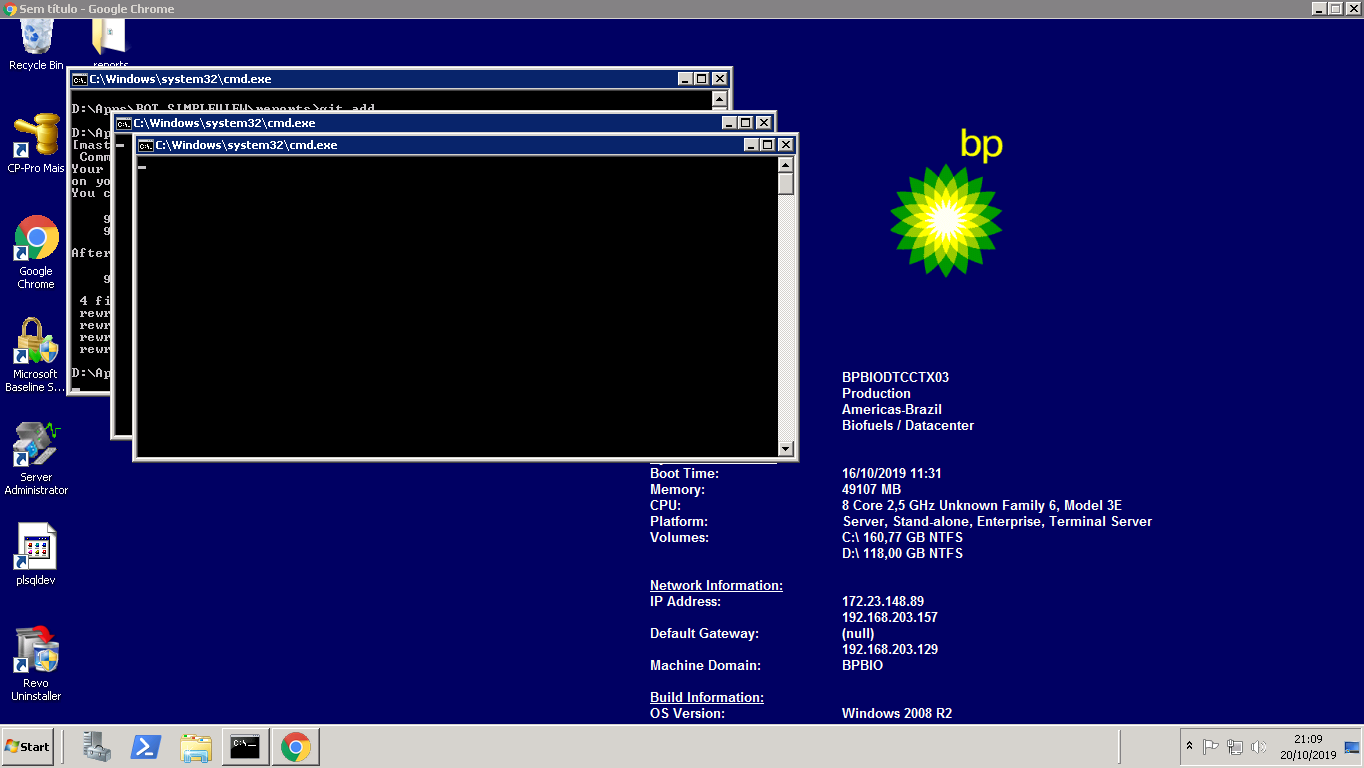 Sem título - Google Chrome
Recycle Bin
reports
C:\Windows\system32\cmd.exe
D:\Apps\BOT_SIMPLEVIEW\reports>git add
D:\Ap
[mast
Comm
Your
on yo
You c
g
g
After
g
4 fi
rewr
rewr
rewr
rewr
D:\Ap
C:\Windows\system32\cmd.exe
C:\Windows\system32\cmd.exe
CP-Pro Mais
Google
Chrome
Microsoft
Baseline S...
Server
Administrator
plsqldev
Revo
Uninstaller
bp
BPBIODTCCTX03
Production
Americas-Brazil
Biofuels / Datacenter
Boot Time: 16/10/2019 11:31
Memory: 49107 MB
CPU: 8 Core 2,5 GHz Unknown Family 6, Model 3E
Platform: Server, Stand-alone, Enterprise, Terminal Server
Volumes: C:\ 160,77 GB NTFS
D:\ 118,00 GB NTFS
Network Information:
IP Address: 172.23.148.89
192.168.203.157
Default Gateway: (null)
192.168.203.129
Machine Domain: BPBIO
Build Information:
OS Version: Windows 2008 R2
Start
C:\_
21:09
20/10/2019